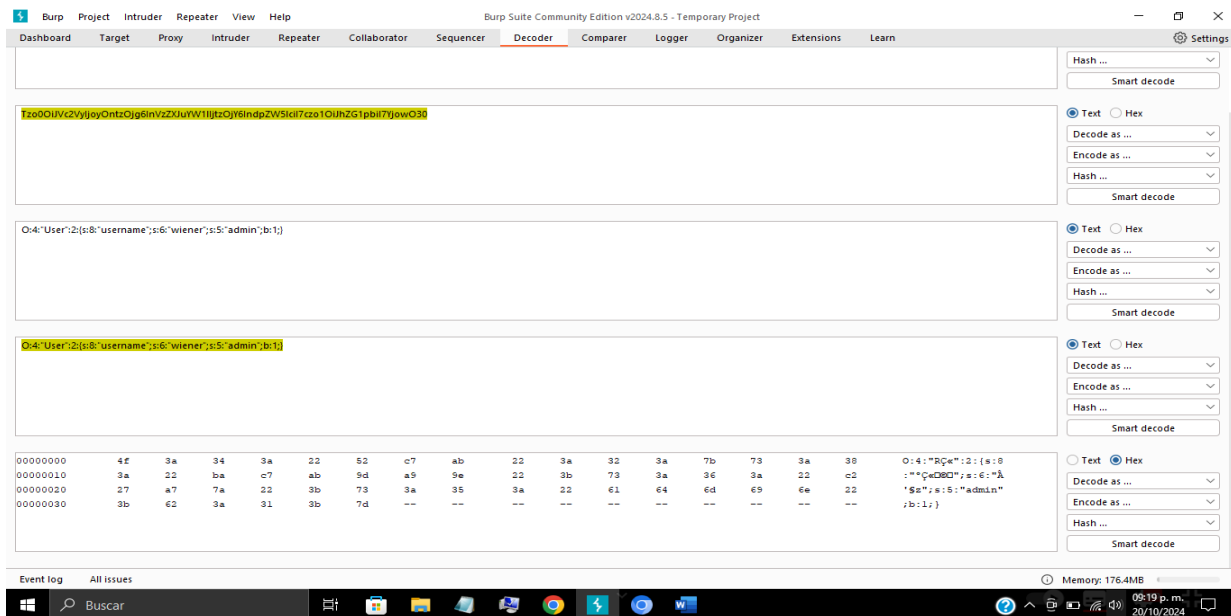 Burp Project Intruder Repeater View Help Burp Suite Community Edition v2024.8.5 - Temporary Project
Dashboard Target Proxy Intruder Repeater Collaborator Sequencer Decoder Comparer Logger Organizer Extensions Learn Settings
Hash ...
Smart decode
Tzo0OiJVc2VyIjoyOntzOjg6InVzZXJuYW1lIjtzOjY6IndpZW5lciI7czo1OiJhZG1pbiI7YjowO30
Text Hex
Decode as ...
Encode as ...
Hash ...
Smart decode
O:4:"User":2:{s:8:"username";s:6:"wiener";s:5:"admin";b:1;}
Text Hex
Decode as ...
Encode as ...
Hash ...
Smart decode
O:4:"User":2:{s:8:"username";s:6:"wiener";s:5:"admin";b:1;}
Text Hex
Decode as ...
Encode as ...
Hash ...
Smart decode
00000000 4f 3a 34 3a 22 52 c7 ab 22 3a 32 3a 7b 73 3a 38 O:4:"RÇ«":2:{s:8
00000010 3a 22 ba c7 ab 9d a9 9e 22 3b 73 3a 36 3a 22 c2 :"ºÇ«□©□";s:6:"Â
00000020 27 a7 7a 22 3b 73 3a 35 3a 22 61 64 6d 69 6e 22 '§z";s:5:"admin"
00000030 3b 62 3a 31 3b 7d -- -- -- -- -- -- -- -- -- -- ;b:1;}
Text Hex
Decode as ...
Encode as ...
Hash ...
Smart decode
Event log All issues Memory: 176.4MB
Buscar 09:19 p. m.
20/10/2024